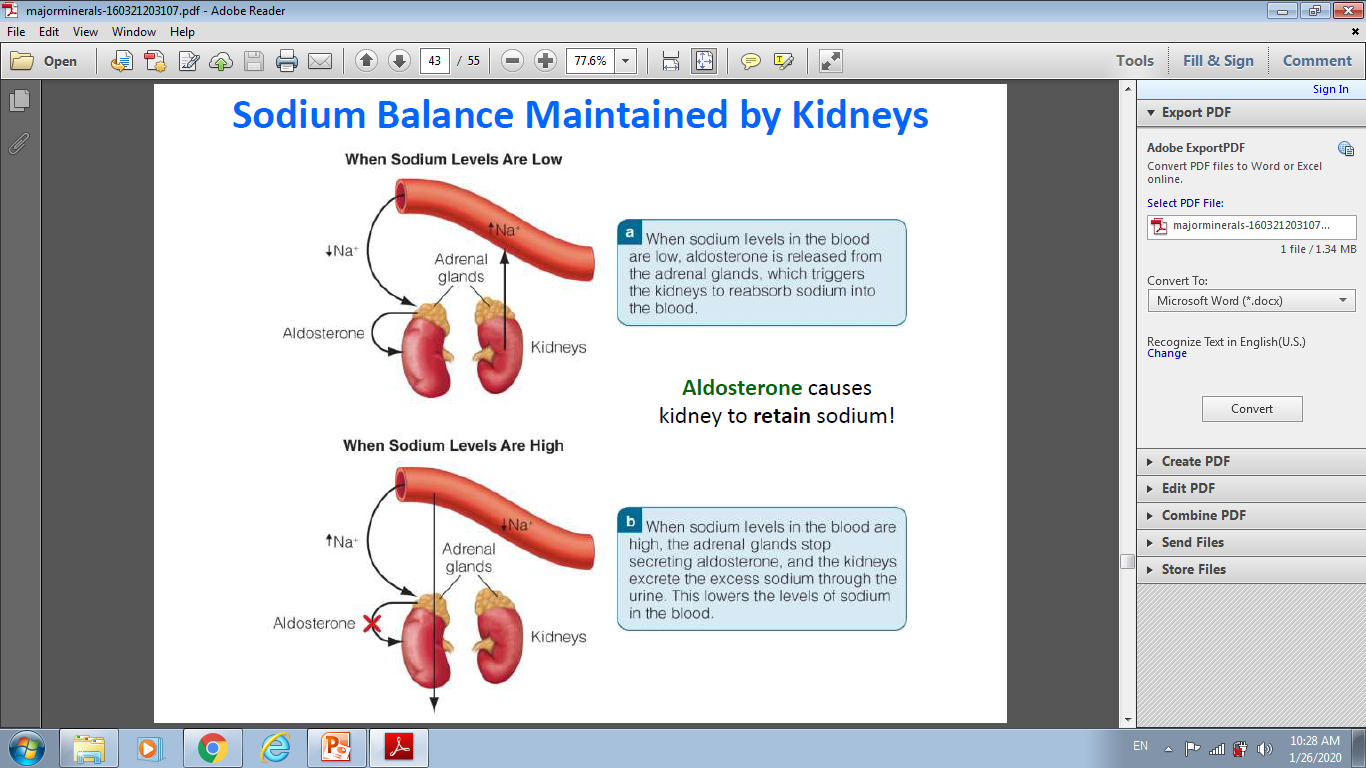 majorminerals-160321203107.pdf - Adobe Reader
File Edit View Window Help
Open 43 / 55 77.6% Tools Fill & Sign Comment
Sign In
Sodium Balance Maintained by Kidneys
When Sodium Levels Are Low
↓Na⁺
↑Na⁺
Adrenal
glands
Aldosterone
Kidneys
a When sodium levels in the blood
are low, aldosterone is released from
the adrenal glands, which triggers
the kidneys to reabsorb sodium into
the blood.
Aldosterone causes
kidney to retain sodium!
When Sodium Levels Are High
↑Na⁺
↓Na⁺
Adrenal
glands
Aldosterone
Kidneys
b When sodium levels in the blood are
high, the adrenal glands stop
secreting aldosterone, and the kidneys
excrete the excess sodium through the
urine. This lowers the levels of sodium
in the blood.
Export PDF
Adobe ExportPDF
Convert PDF files to Word or Excel
online.
Select PDF File:
majorminerals-160321203107...
1 file / 1.34 MB
Convert To:
Microsoft Word (*.docx)
Recognize Text in English(U.S.)
Change
Convert
Create PDF
Edit PDF
Combine PDF
Send Files
Store Files
EN
10:28 AM
1/26/2020